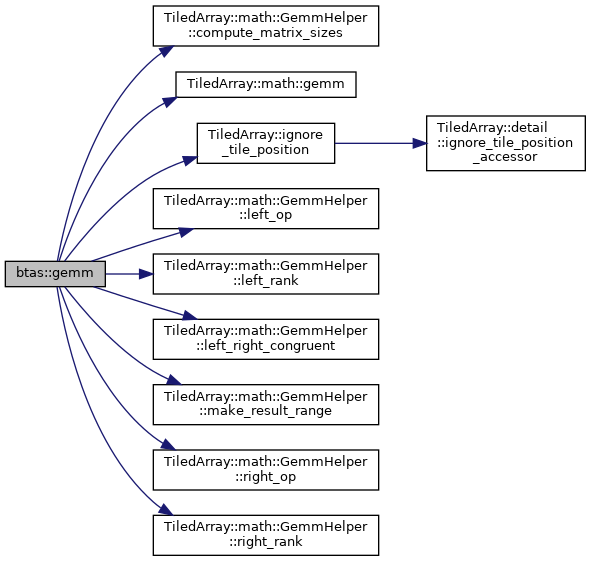 TiledArray::math::GemmHelper
::compute_matrix_sizes
TiledArray::math::gemm
TiledArray::ignore
_tile_position
TiledArray::detail
::ignore_tile_position
_accessor
TiledArray::math::GemmHelper
::left_op
btas::gemm
TiledArray::math::GemmHelper
::left_rank
TiledArray::math::GemmHelper
::left_right_congruent
TiledArray::math::GemmHelper
::make_result_range
TiledArray::math::GemmHelper
::right_op
TiledArray::math::GemmHelper
::right_rank